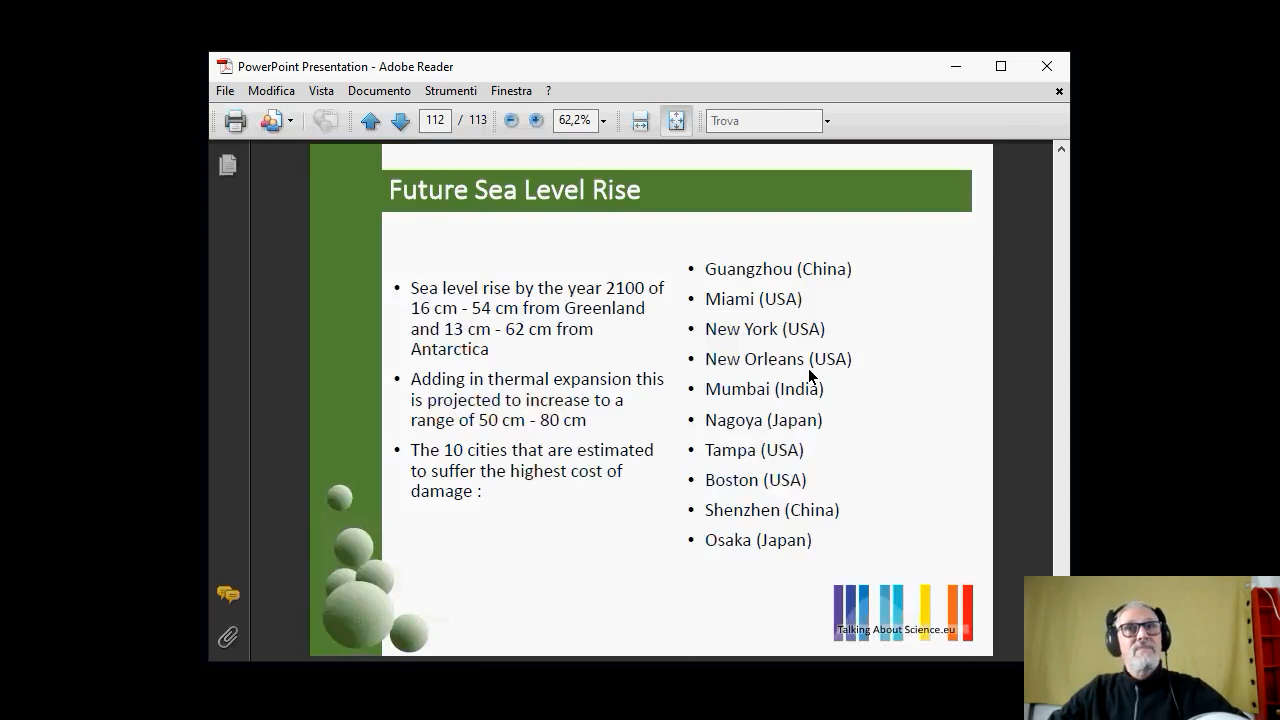 PowerPoint Presentation - Adobe Reader
File Modifica Vista Documento Strumenti Finestra ?
112 / 113 62,2% Trova
Future Sea Level Rise
• Sea level rise by the year 2100 of
16 cm - 54 cm from Greenland
and 13 cm - 62 cm from
Antarctica
• Adding in thermal expansion this
is projected to increase to a
range of 50 cm - 80 cm
• The 10 cities that are estimated
to suffer the highest cost of
damage :
• Guangzhou (China)
• Miami (USA)
• New York (USA)
• New Orleans (USA)
• Mumbai (India)
• Nagoya (Japan)
• Tampa (USA)
• Boston (USA)
• Shenzhen (China)
• Osaka (Japan)
Talking About Science.eu